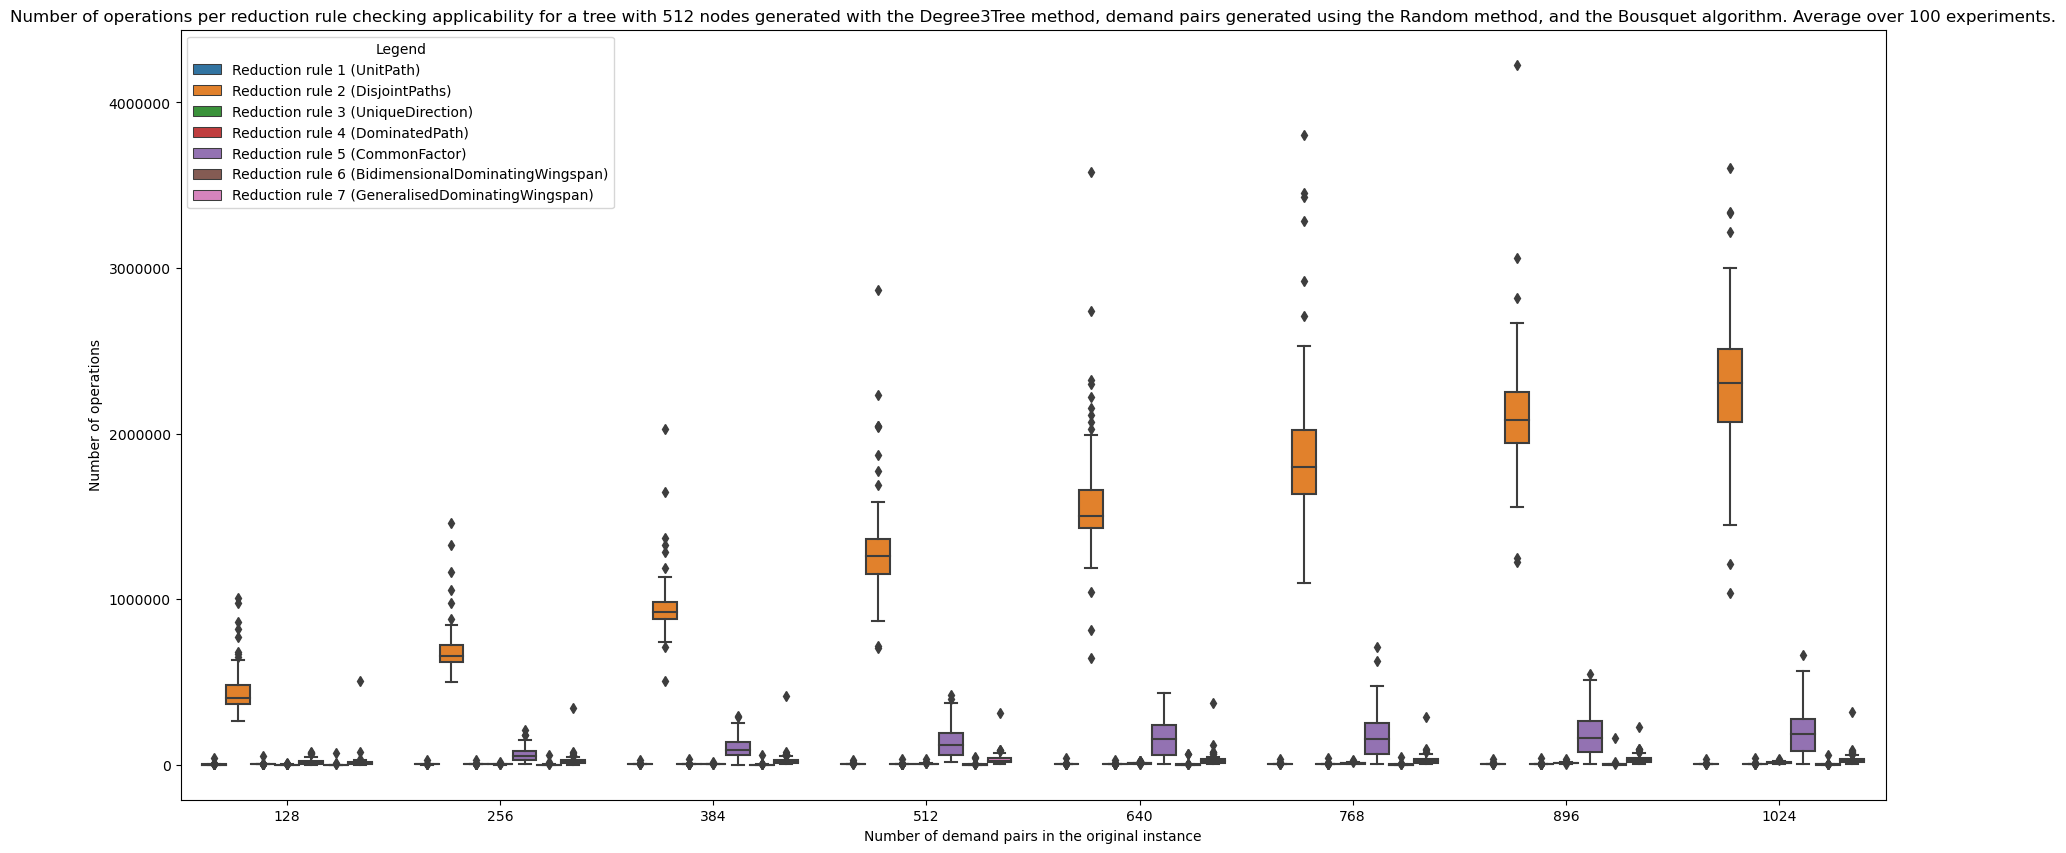 Number of operations per reduction rule checking applicability for a tree with 512 nodes generated with the Degree3Tree method, demand pairs generated using the Random method, and the Bousquet algorithm. Average over 100 experiments.
Legend
Reduction rule 1 (UnitPath)
Reduction rule 2 (DisjointPaths)
Reduction rule 3 (UniqueDirection)
Reduction rule 4 (DominatedPath)
Reduction rule 5 (CommonFactor)
Reduction rule 6 (BidimensionalDominatingWingspan)
Reduction rule 7 (GeneralisedDominatingWingspan)
4000000
3000000
2000000
1000000
0
Number of operations
128 256 384 512 640 768 896 1024
Number of demand pairs in the original instance